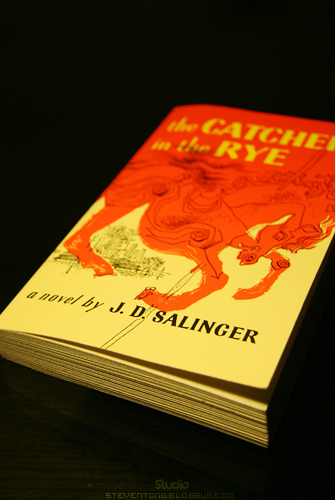 the CATCHER
in the RYE
a novel by J. D. SALINGER
Studio
STEVENTONG.BLOGBUS.COM